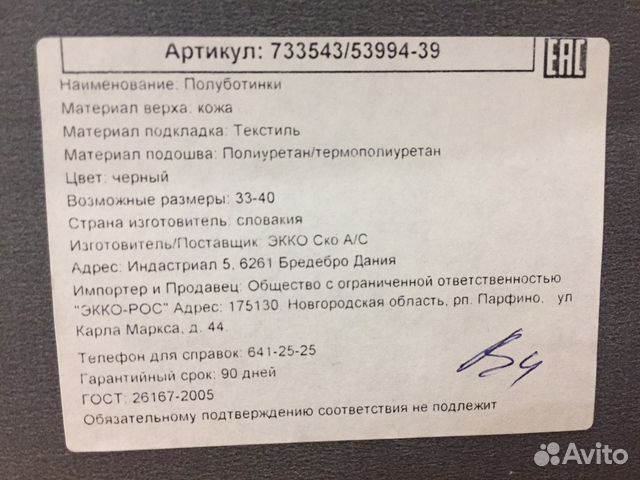 Артикул: 733543/53994-39
EAC
Наименование: Полуботинки
Материал верха: кожа
Материал подкладка: Текстиль
Материал подошва: Полиуретан/термополиуретан
Цвет: черный
Возможные размеры: 33-40
Страна изготовитель: словакия
Изготовитель/Поставщик: ЭККО Ско А/С
Адрес: Индастриал 5, 6261 Бредебро Дания
Импортер и Продавец: Общество с ограниченной ответственностью
"ЭККО-РОС" Адрес: 175130, Новгородская область, рп. Парфино, ул
Карла Маркса, д. 44.
Телефон для справок: 641-25-25
Гарантийный срок: 90 дней
ГОСТ: 26167-2005
Обязательному подтверждению соответствия не подлежит
Avito